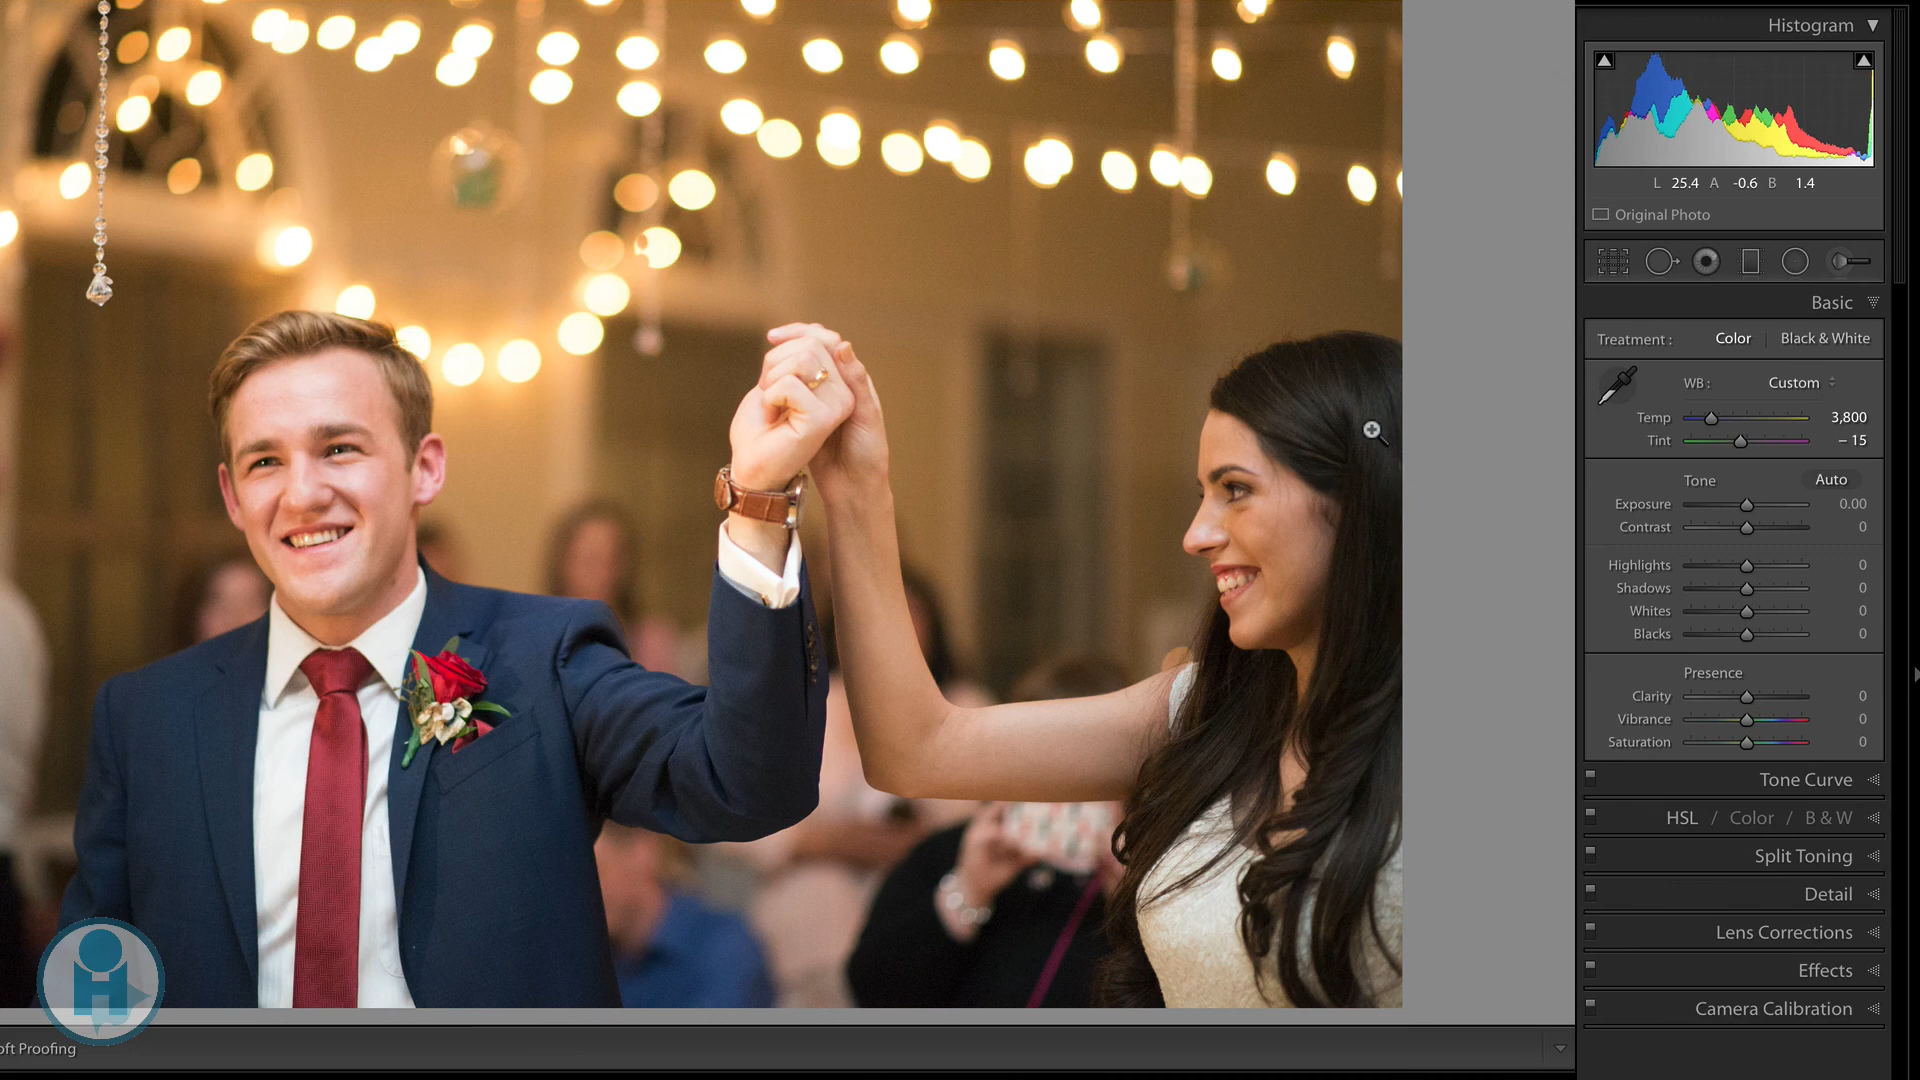 Histogram
L 25.4 A -0.6 B 1.4
Original Photo
Basic
Treatment : Color | Black & White
WB : Custom
Temp 3,800
Tint – 15
Tone Auto
Exposure 0.00
Contrast 0
Highlights 0
Shadows 0
Whites 0
Blacks 0
Presence
Clarity 0
Vibrance 0
Saturation 0
Tone Curve
HSL / Color / B & W
Split Toning
Detail
Lens Corrections
Effects
Camera Calibration
oft Proofing